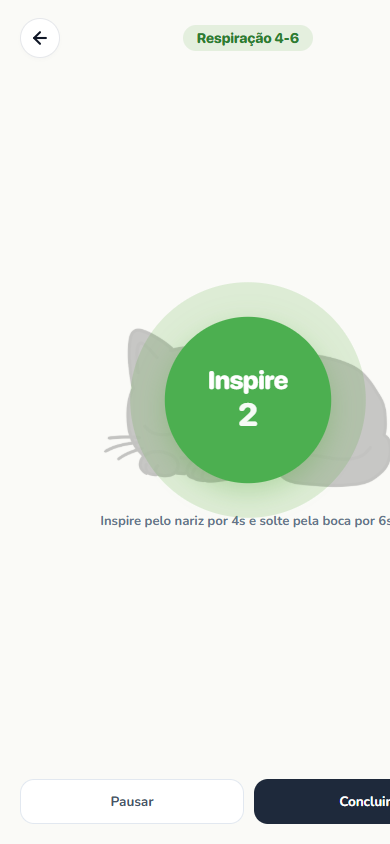 Respiração 4-6
Inspire
2
Inspire pelo nariz por 4s e solte pela boca por 6s
Pausar
Concluir